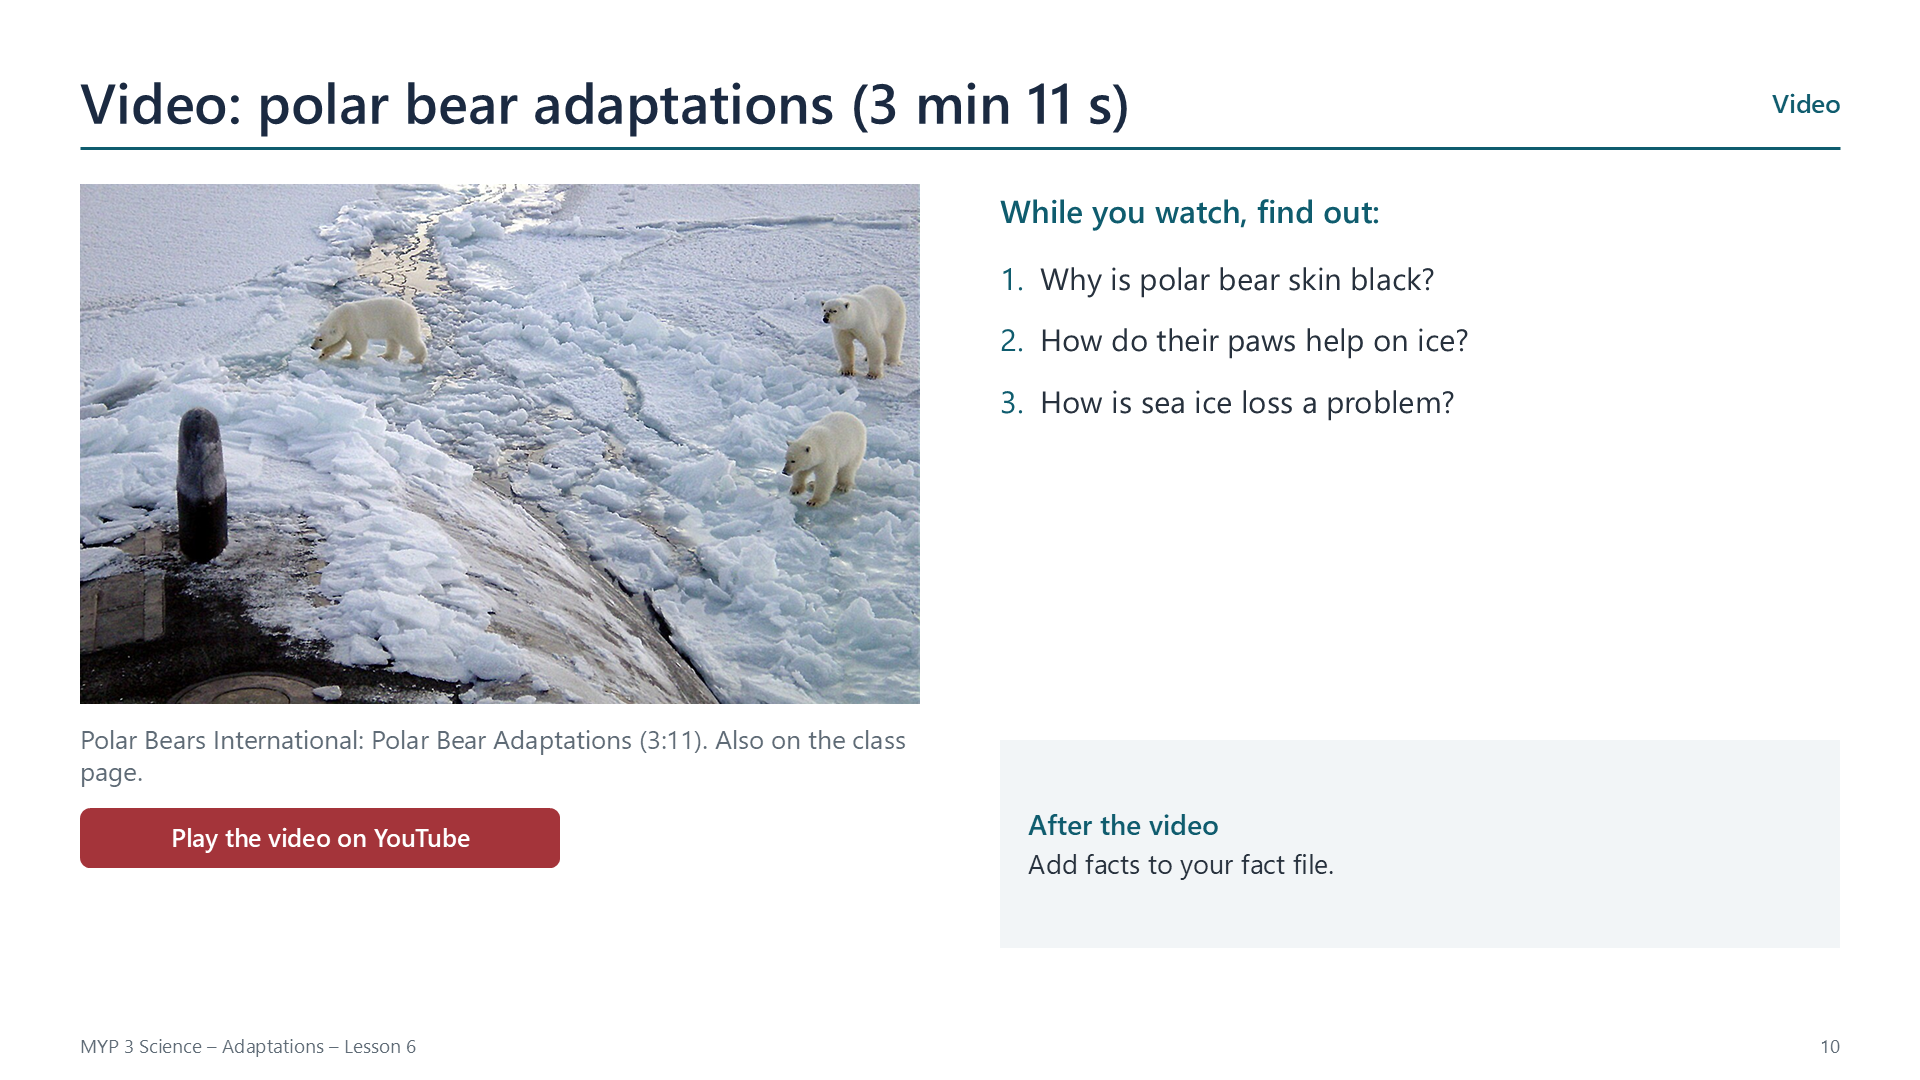 Video: polar bear adaptations (3 min 11 s)
Video
While you watch, find out:
1. Why is polar bear skin black?
2. How do their paws help on ice?
3. How is sea ice loss a problem?
Polar Bears International: Polar Bear Adaptations (3:11). Also on the class
page.
Play the video on YouTube
After the video
Add facts to your fact file.
MYP 3 Science – Adaptations – Lesson 6
10